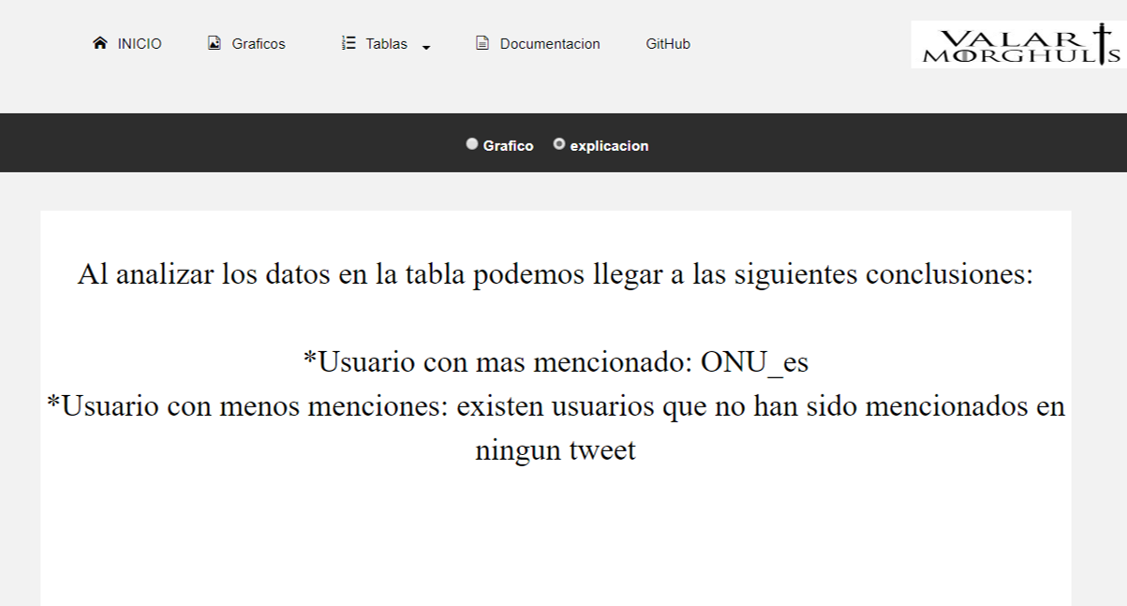 INICIO Graficos Tablas Documentacion GitHub
VALAR
MORGHULIS
Grafico explicacion
Al analizar los datos en la tabla podemos llegar a las siguientes conclusiones:
*Usuario con mas mencionado: ONU_es
*Usuario con menos menciones: existen usuarios que no han sido mencionados en
ningun tweet